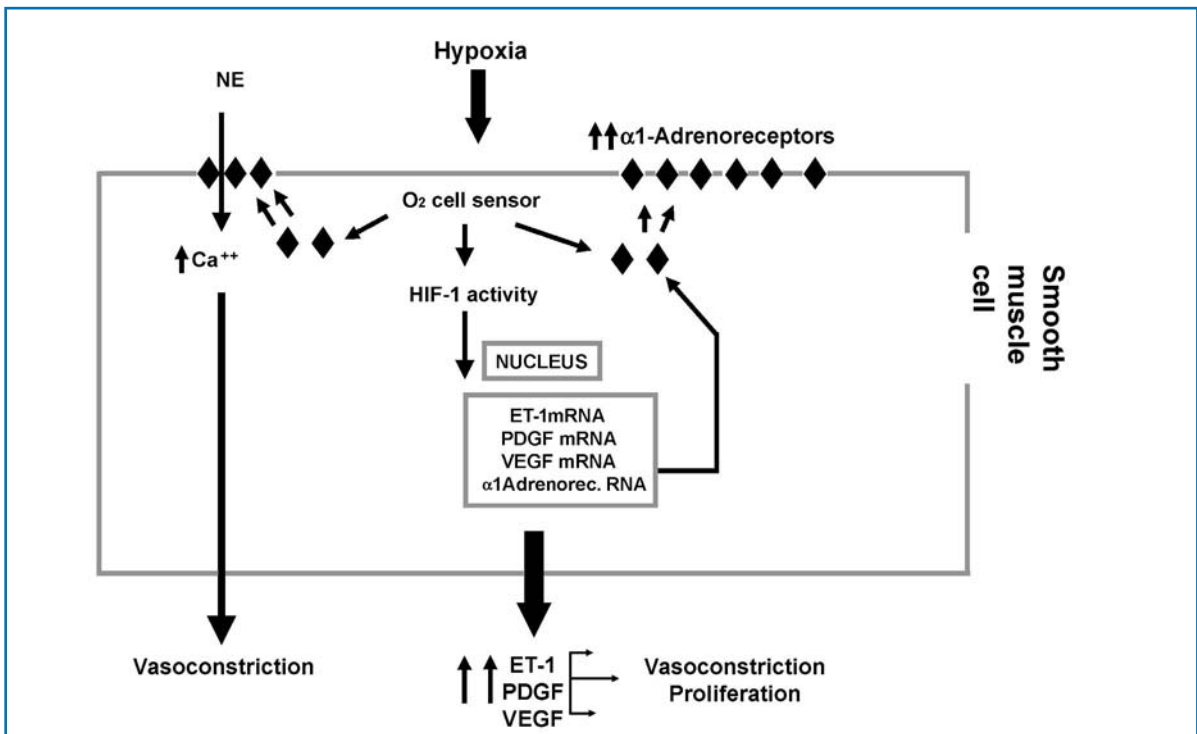 Hypoxia
NE
↑↑α1-Adrenoreceptors
O₂ cell sensor
↑Ca⁺⁺
HIF-1 activity
NUCLEUS
ET-1mRNA
PDGF mRNA
VEGF mRNA
α1Adrenorec. RNA
Smooth
muscle
cell
Vasoconstriction
ET-1
PDGF
VEGF
Vasoconstriction
Proliferation